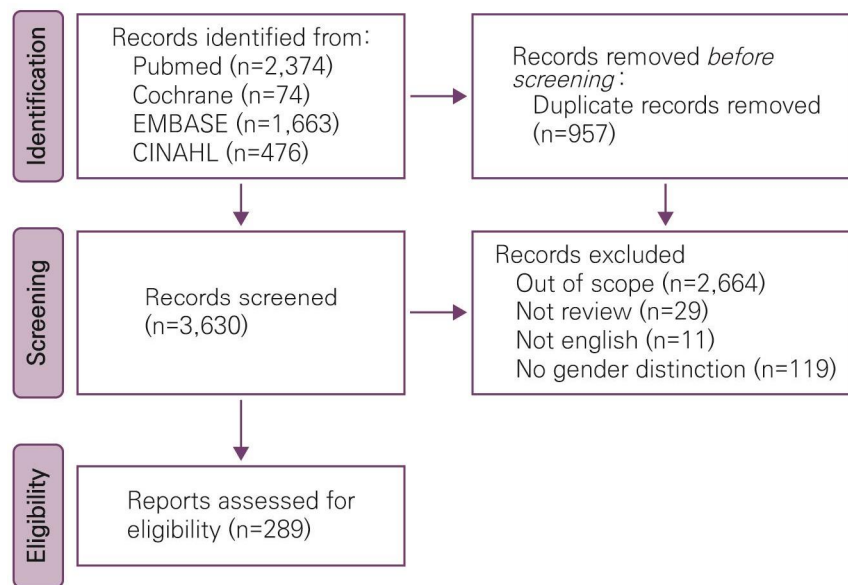 Identification
Records identified from:
Pubmed (n=2,374)
Cochrane (n=74)
EMBASE (n=1,663)
CINAHL (n=476)
Records removed before
screening:
Duplicate records removed
(n=957)
Screening
Records screened
(n=3,630)
Records excluded
Out of scope (n=2,664)
Not review (n=29)
Not english (n=11)
No gender distinction (n=119)
Eligibility
Reports assessed for
eligibility (n=289)